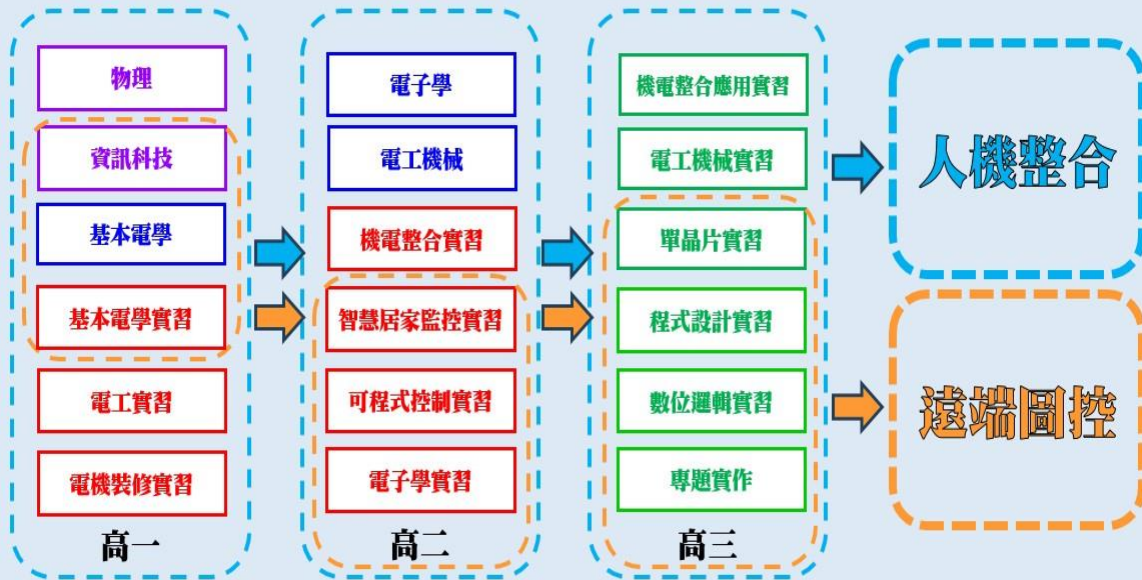 物理
資訊科技
基本電學
基本電學實習
電工實習
電機裝修實習
高一
電子學
電工機械
機電整合實習
智慧居家監控實習
可程式控制實習
電子學實習
高二
機電整合應用實習
電工機械實習
單晶片實習
程式設計實習
數位邏輯實習
專題實作
高三
人機整合
遠端圖控